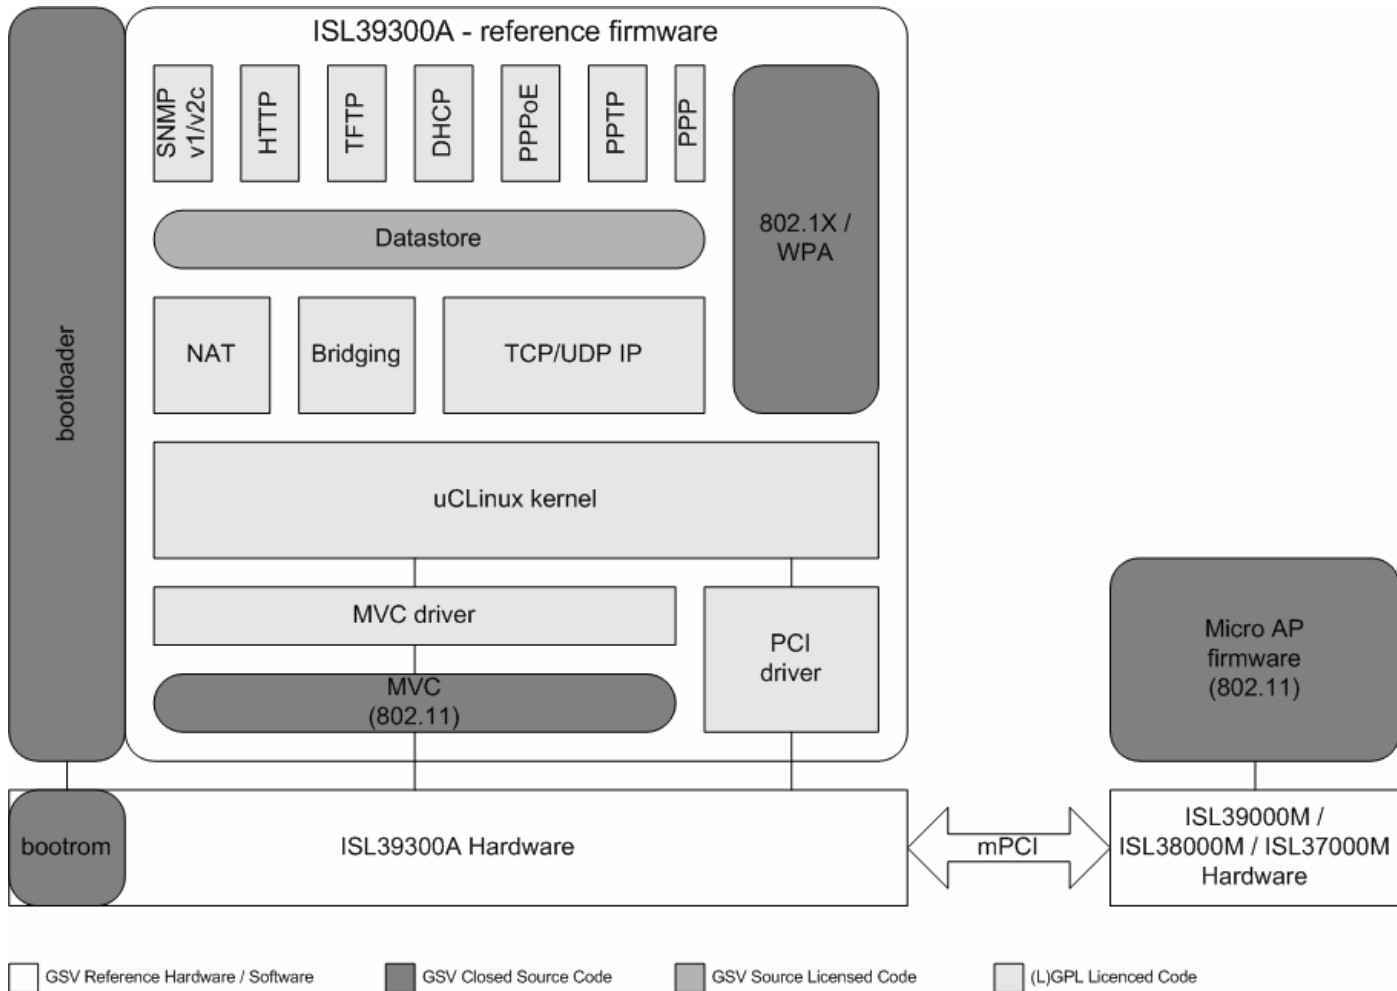 ISL39300A - reference firmware
SNMP
v1/v2c
HTTP
TFTP
DHCP
PPPoE
PPTP
PPP
802.1X /
WPA
Datastore
bootloader
NAT
Bridging
TCP/UDP IP
uCLinux kernel
MVC driver
PCI
driver
MVC
(802.11)
Micro AP
firmware
(802.11)
bootrom
ISL39300A Hardware
mPCI
ISL39000M /
ISL38000M / ISL37000M
Hardware
GSV Reference Hardware / Software
GSV Closed Source Code
GSV Source Licensed Code
(L)GPL Licenced Code